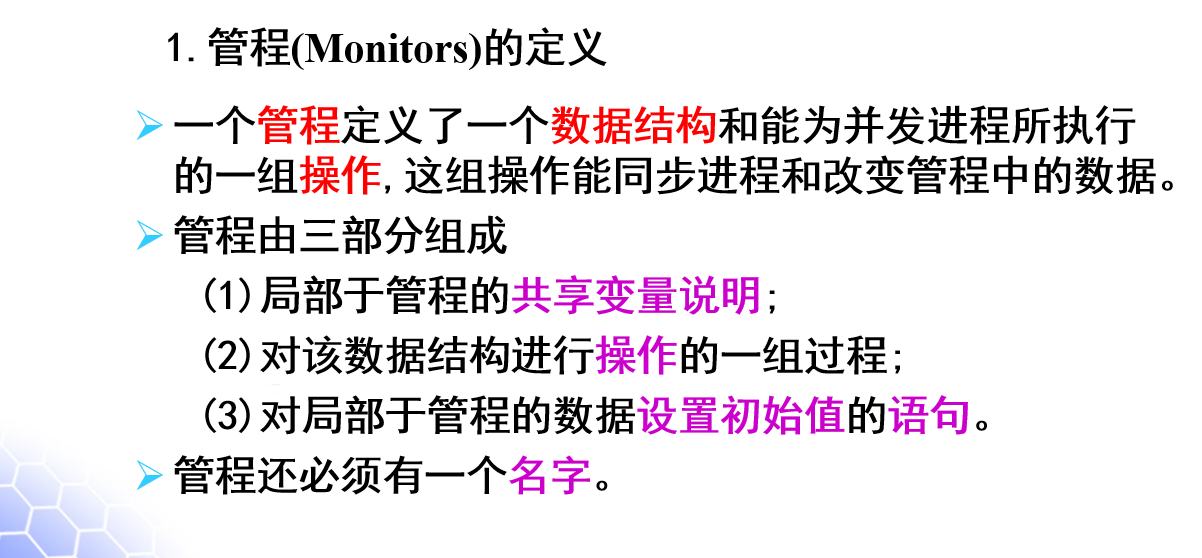 1.管程(Monitors)的定义
一个管程定义了一个数据结构和能为并发进程所执行
的一组操作,这组操作能同步进程和改变管程中的数据。
管程由三部分组成
(1)局部于管程的共享变量说明;
(2)对该数据结构进行操作的一组过程;
(3)对局部于管程的数据设置初始值的语句。
管程还必须有一个名字。